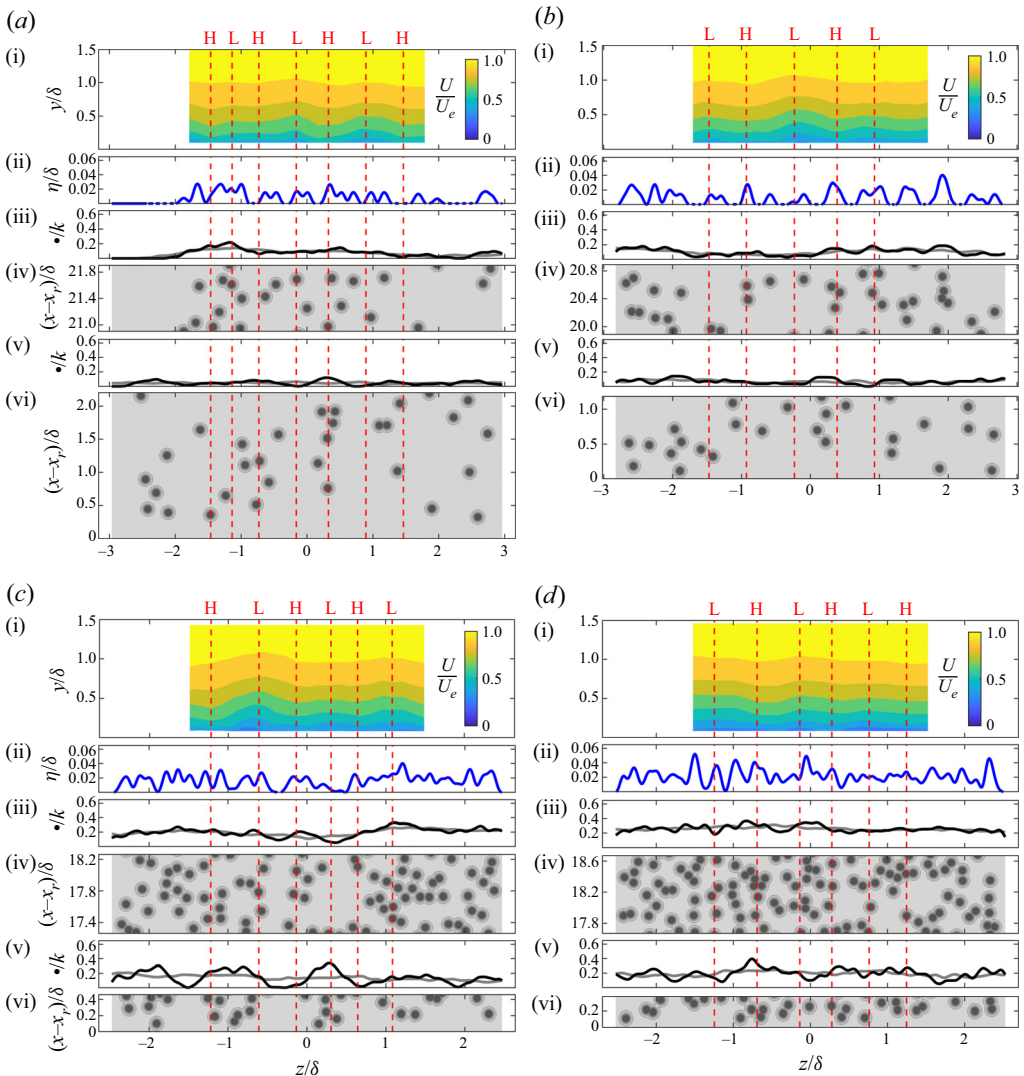 (a)
H L H L H L H
(i)
1.5
1.0
0.5
y/δ
U/U_e
1.0
0.5
0
(ii)
0.06
0.04
0.02
η/δ
(iii)
0.6
0.4
0.2
•/k
(iv)
21.8
21.4
21.0
(x–x_r)/δ
(v)
0.6
0.4
0.2
•/k
(vi)
2.0
1.5
1.0
0.5
0
(x–x_r)/δ
–3 –2 –1 0 1 2 3
(b)
L H L H L
(i)
1.5
1.0
0.5
U/U_e
1.0
0.5
0
(ii)
0.06
0.04
0.02
(iii)
0.6
0.4
0.2
(iv)
20.8
20.4
20.0
(v)
0.6
0.4
0.2
(vi)
1.0
0.5
0
–3 –2 –1 0 1 2 3
(c)
H L H L H L
(i)
1.5
1.0
0.5
y/δ
U/U_e
1.0
0.5
0
(ii)
0.06
0.04
0.02
η/δ
(iii)
0.6
0.4
0.2
•/k
(iv)
18.2
17.8
17.4
(x–x_r)/δ
(v)
0.6
0.4
0.2
•/k
(vi)
0.4
0.2
0
(x–x_r)/δ
–2 –1 0 1 2
z/δ
(d)
L H L H L H
(i)
1.5
1.0
0.5
U/U_e
1.0
0.5
0
(ii)
0.06
0.04
0.02
(iii)
0.6
0.4
0.2
(iv)
18.6
18.2
17.8
(v)
0.6
0.4
0.2
(vi)
0.2
0
–2 –1 0 1 2
z/δ